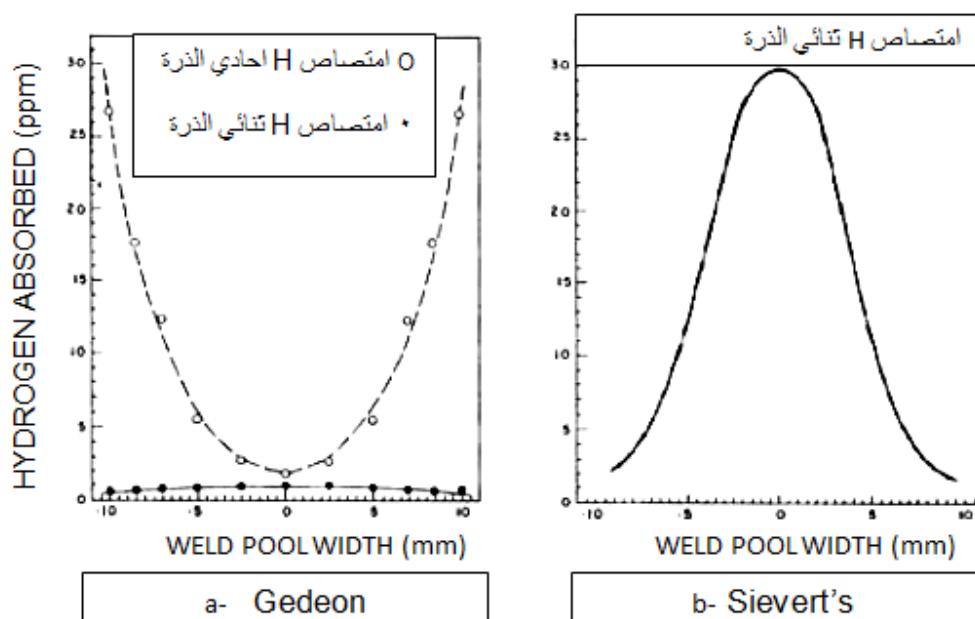 O امتصاص H احادي الذرة
• امتصاص H ثنائي الذرة
HYDROGEN ABSORBED (ppm)
30
25
20
15
10
5
0
-10 -5 0 5 10
WELD POOL WIDTH (mm)
a- Gedeon
امتصاص H ثنائي الذرة
30
25
20
15
10
5
0
-10 -5 0 5 10
WELD POOL WIDTH (mm)
b- Sievert's